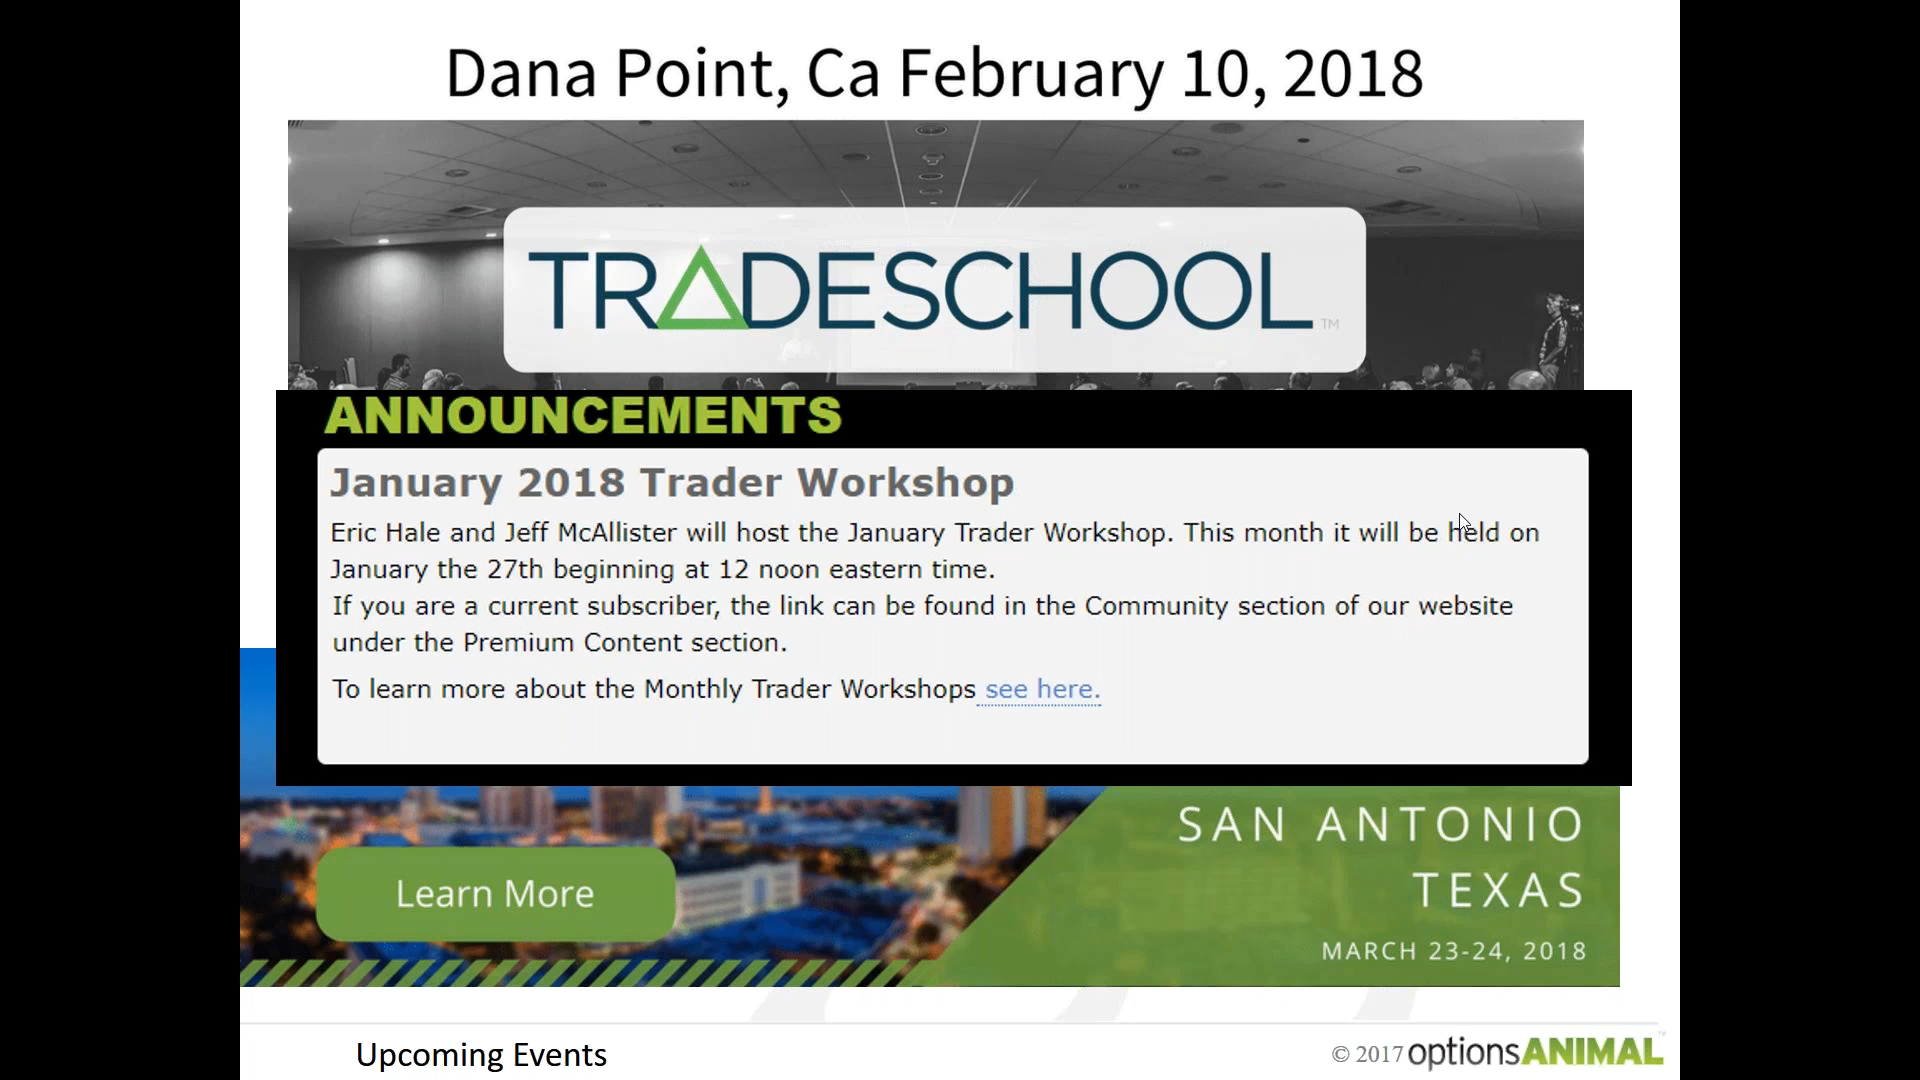 Dana Point, Ca February 10, 2018
TRADESCHOOL™
ANNOUNCEMENTS
January 2018 Trader Workshop
Eric Hale and Jeff McAllister will host the January Trader Workshop. This month it will be held on
January the 27th beginning at 12 noon eastern time.
If you are a current subscriber, the link can be found in the Community section of our website
under the Premium Content section.
To learn more about the Monthly Trader Workshops see here.
SAN ANTONIO
TEXAS
Learn More
MARCH 23-24, 2018
Upcoming Events
© 2017 optionsANIMAL™